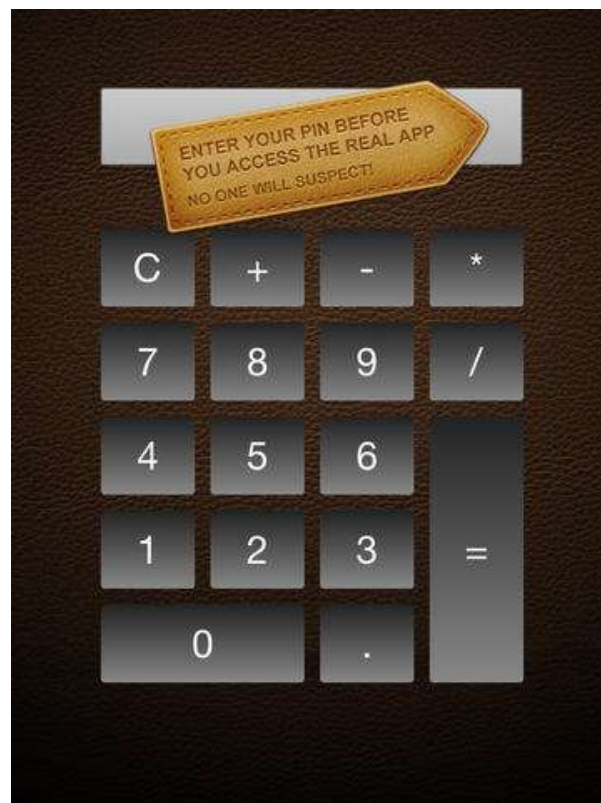 ENTER YOUR PIN BEFORE
YOU ACCESS THE REAL APP
NO ONE WILL SUSPECT!
C + - *
7 8 9 /
4 5 6
1 2 3 =
0 .